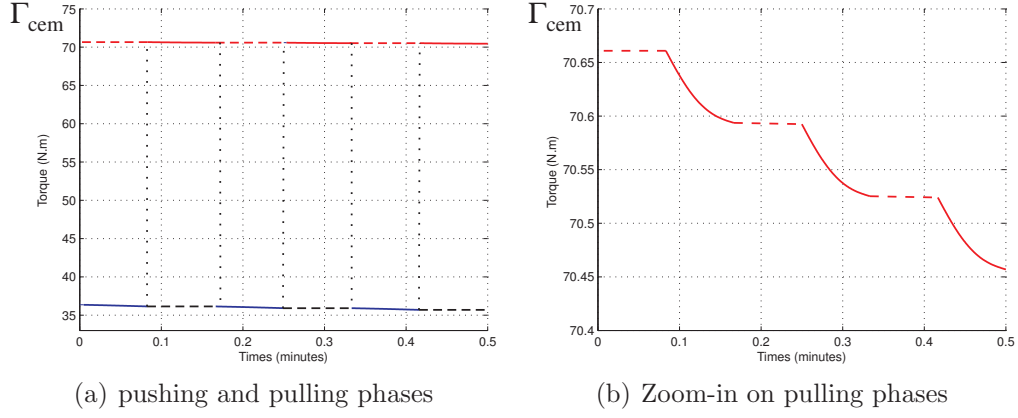 Γcem
75
70
65
60
55
50
45
40
35
Torque (N.m)
0 0.1 0.2 0.3 0.4 0.5
Times (minutes)
(a) pushing and pulling phases
Γcem
70.7
70.65
70.6
70.55
70.5
70.45
70.4
Torque (N.m)
0 0.1 0.2 0.3 0.4 0.5
Time (minutes)
(b) Zoom-in on pulling phases